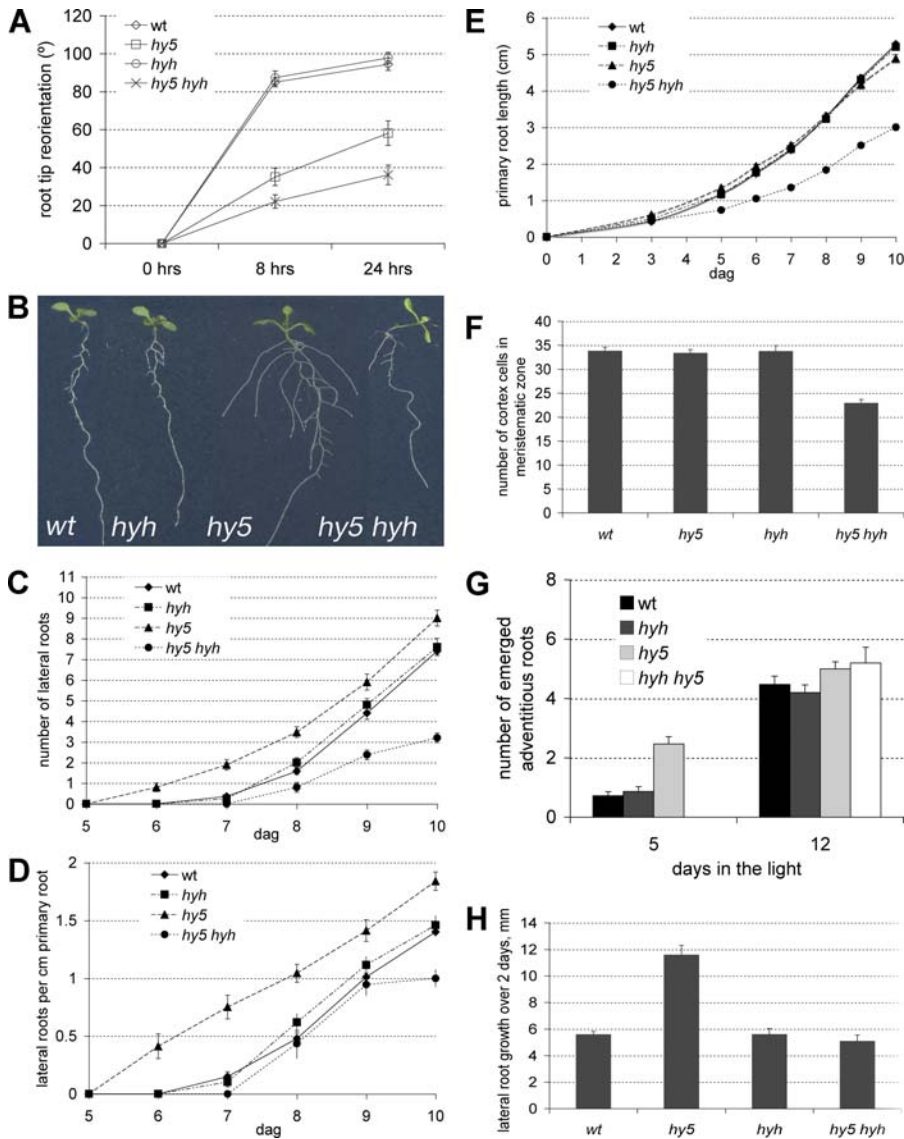 A
root tip reorientation (º)
120
100
80
60
40
20
0
0 hrs
8 hrs
24 hrs
wt
hy5
hyh
hy5 hyh
B
wt
hyh
hy5
hy5 hyh
C
number of lateral roots
11
10
9
8
7
6
5
4
3
2
1
0
5
6
7
8
9
10
dag
wt
hyh
hy5
hy5 hyh
D
lateral roots per cm primary root
2
1.5
1
0.5
0
5
6
7
8
9
10
dag
wt
hyh
hy5
hy5 hyh
E
primary root length (cm)
6
5
4
3
2
1
0
0
1
2
3
4
5
6
7
8
9
10
dag
wt
hyh
hy5
hy5 hyh
F
number of cortex cells in
meristematic zone
40
35
30
25
20
15
10
5
0
wt
hy5
hyh
hy5 hyh
G
number of emerged
adventitious roots
8
6
4
2
0
wt
hyh
hy5
hyh hy5
5
12
days in the light
H
lateral root growth over 2 days, mm
14
12
10
8
6
4
2
0
wt
hy5
hyh
hy5 hyh